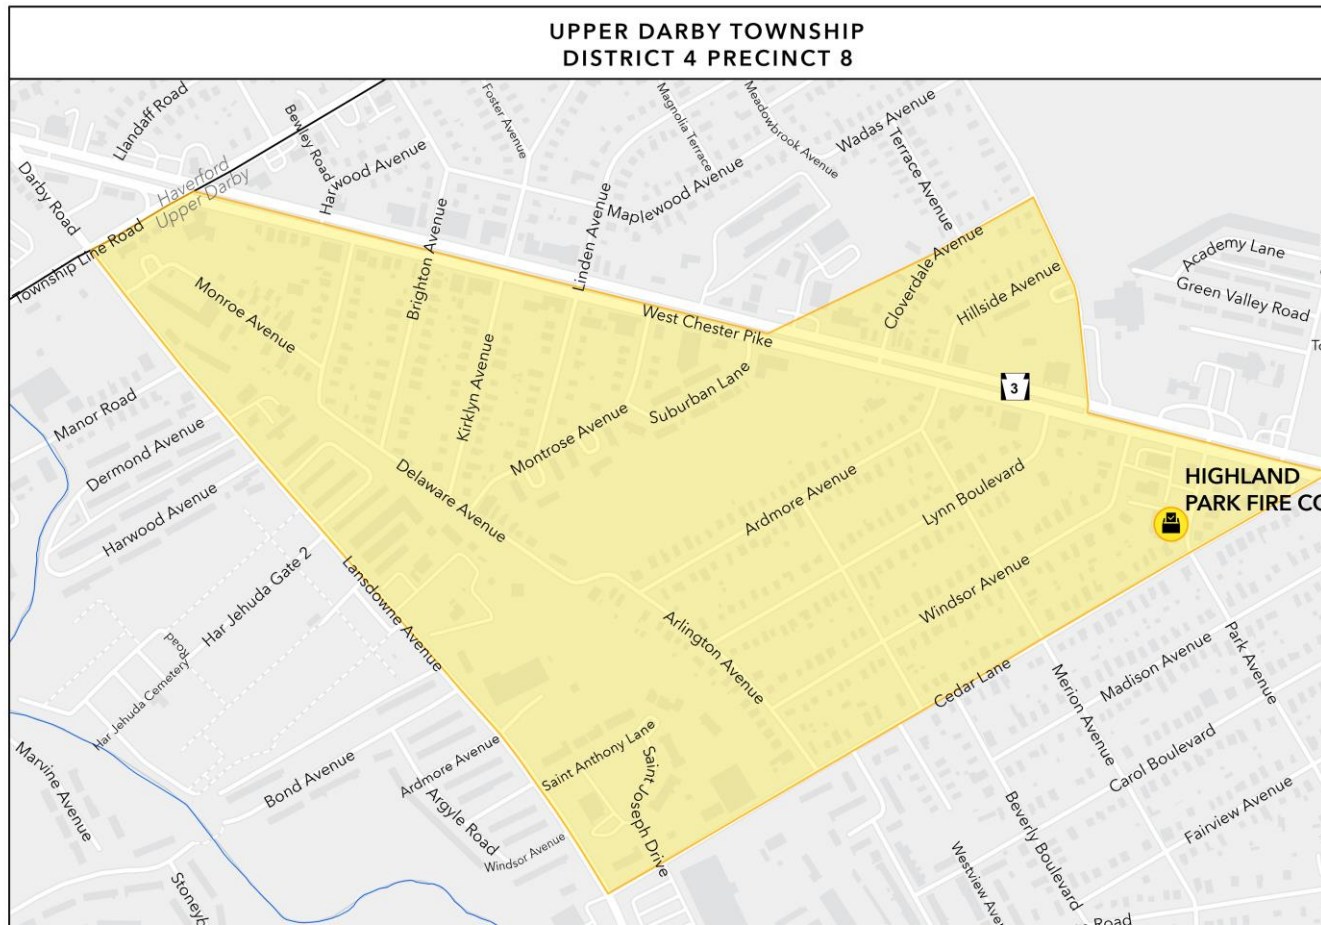 UPPER DARBY TOWNSHIP
DISTRICT 4 PRECINCT 8
Llandaff Road
Bewley Road
Foster Avenue
Magnolia Terrace
Meadowbrook Avenue
Wadas Avenue
Terrace Avenue
Darby Road
Haverford
Upper Darby
Harwood Avenue
Maplewood Avenue
Township Line Road
Brighton Avenue
Linden Avenue
Cloverdale Avenue
Hillside Avenue
Academy Lane
Green Valley Road
To
Monroe Avenue
West Chester Pike
3
Kirklyn Avenue
Suburban Lane
Montrose Avenue
Manor Road
Dermond Avenue
Harwood Avenue
Delaware Avenue
Ardmore Avenue
Lynn Boulevard
HIGHLAND
PARK FIRE CO
Har Jehuda Gate 2
Lansdowne Avenue
Windsor Avenue
Arlington Avenue
Road
Har Jehuda Cemetery
Cedar Lane
Merion Avenue
Madison Avenue
Park Avenue
Marvine Avenue
Bond Avenue
Ardmore Avenue
Argyle Road
Windsor Avenue
Saint Anthony Lane
Saint Joseph Drive
Carol Boulevard
Fairview Avenue
Beverly Boulevard
Westview Aven
Stoneyb
Road